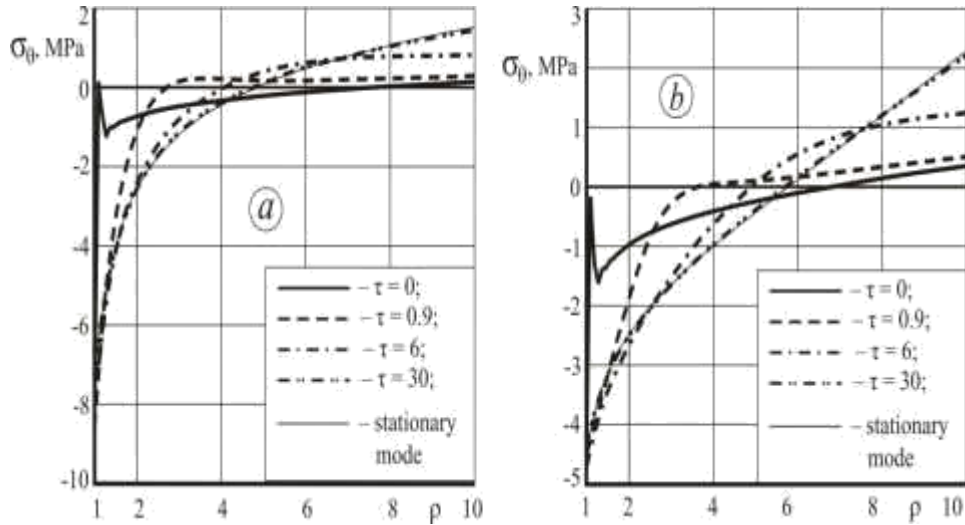 2
σ_θ, MPa
0
-2
-4
-6
-8
-10
1 2 4 6 8 ρ 10
a
– τ = 0;
– τ = 0.9;
– τ = 6;
– τ = 30;
– stationary
mode
3
σ_θ, MPa
2
1
0
-1
-2
-3
-4
-5
1 2 4 6 8 ρ 10
b
– τ = 0;
– τ = 0.9;
– τ = 6;
– τ = 30;
– stationary
mode